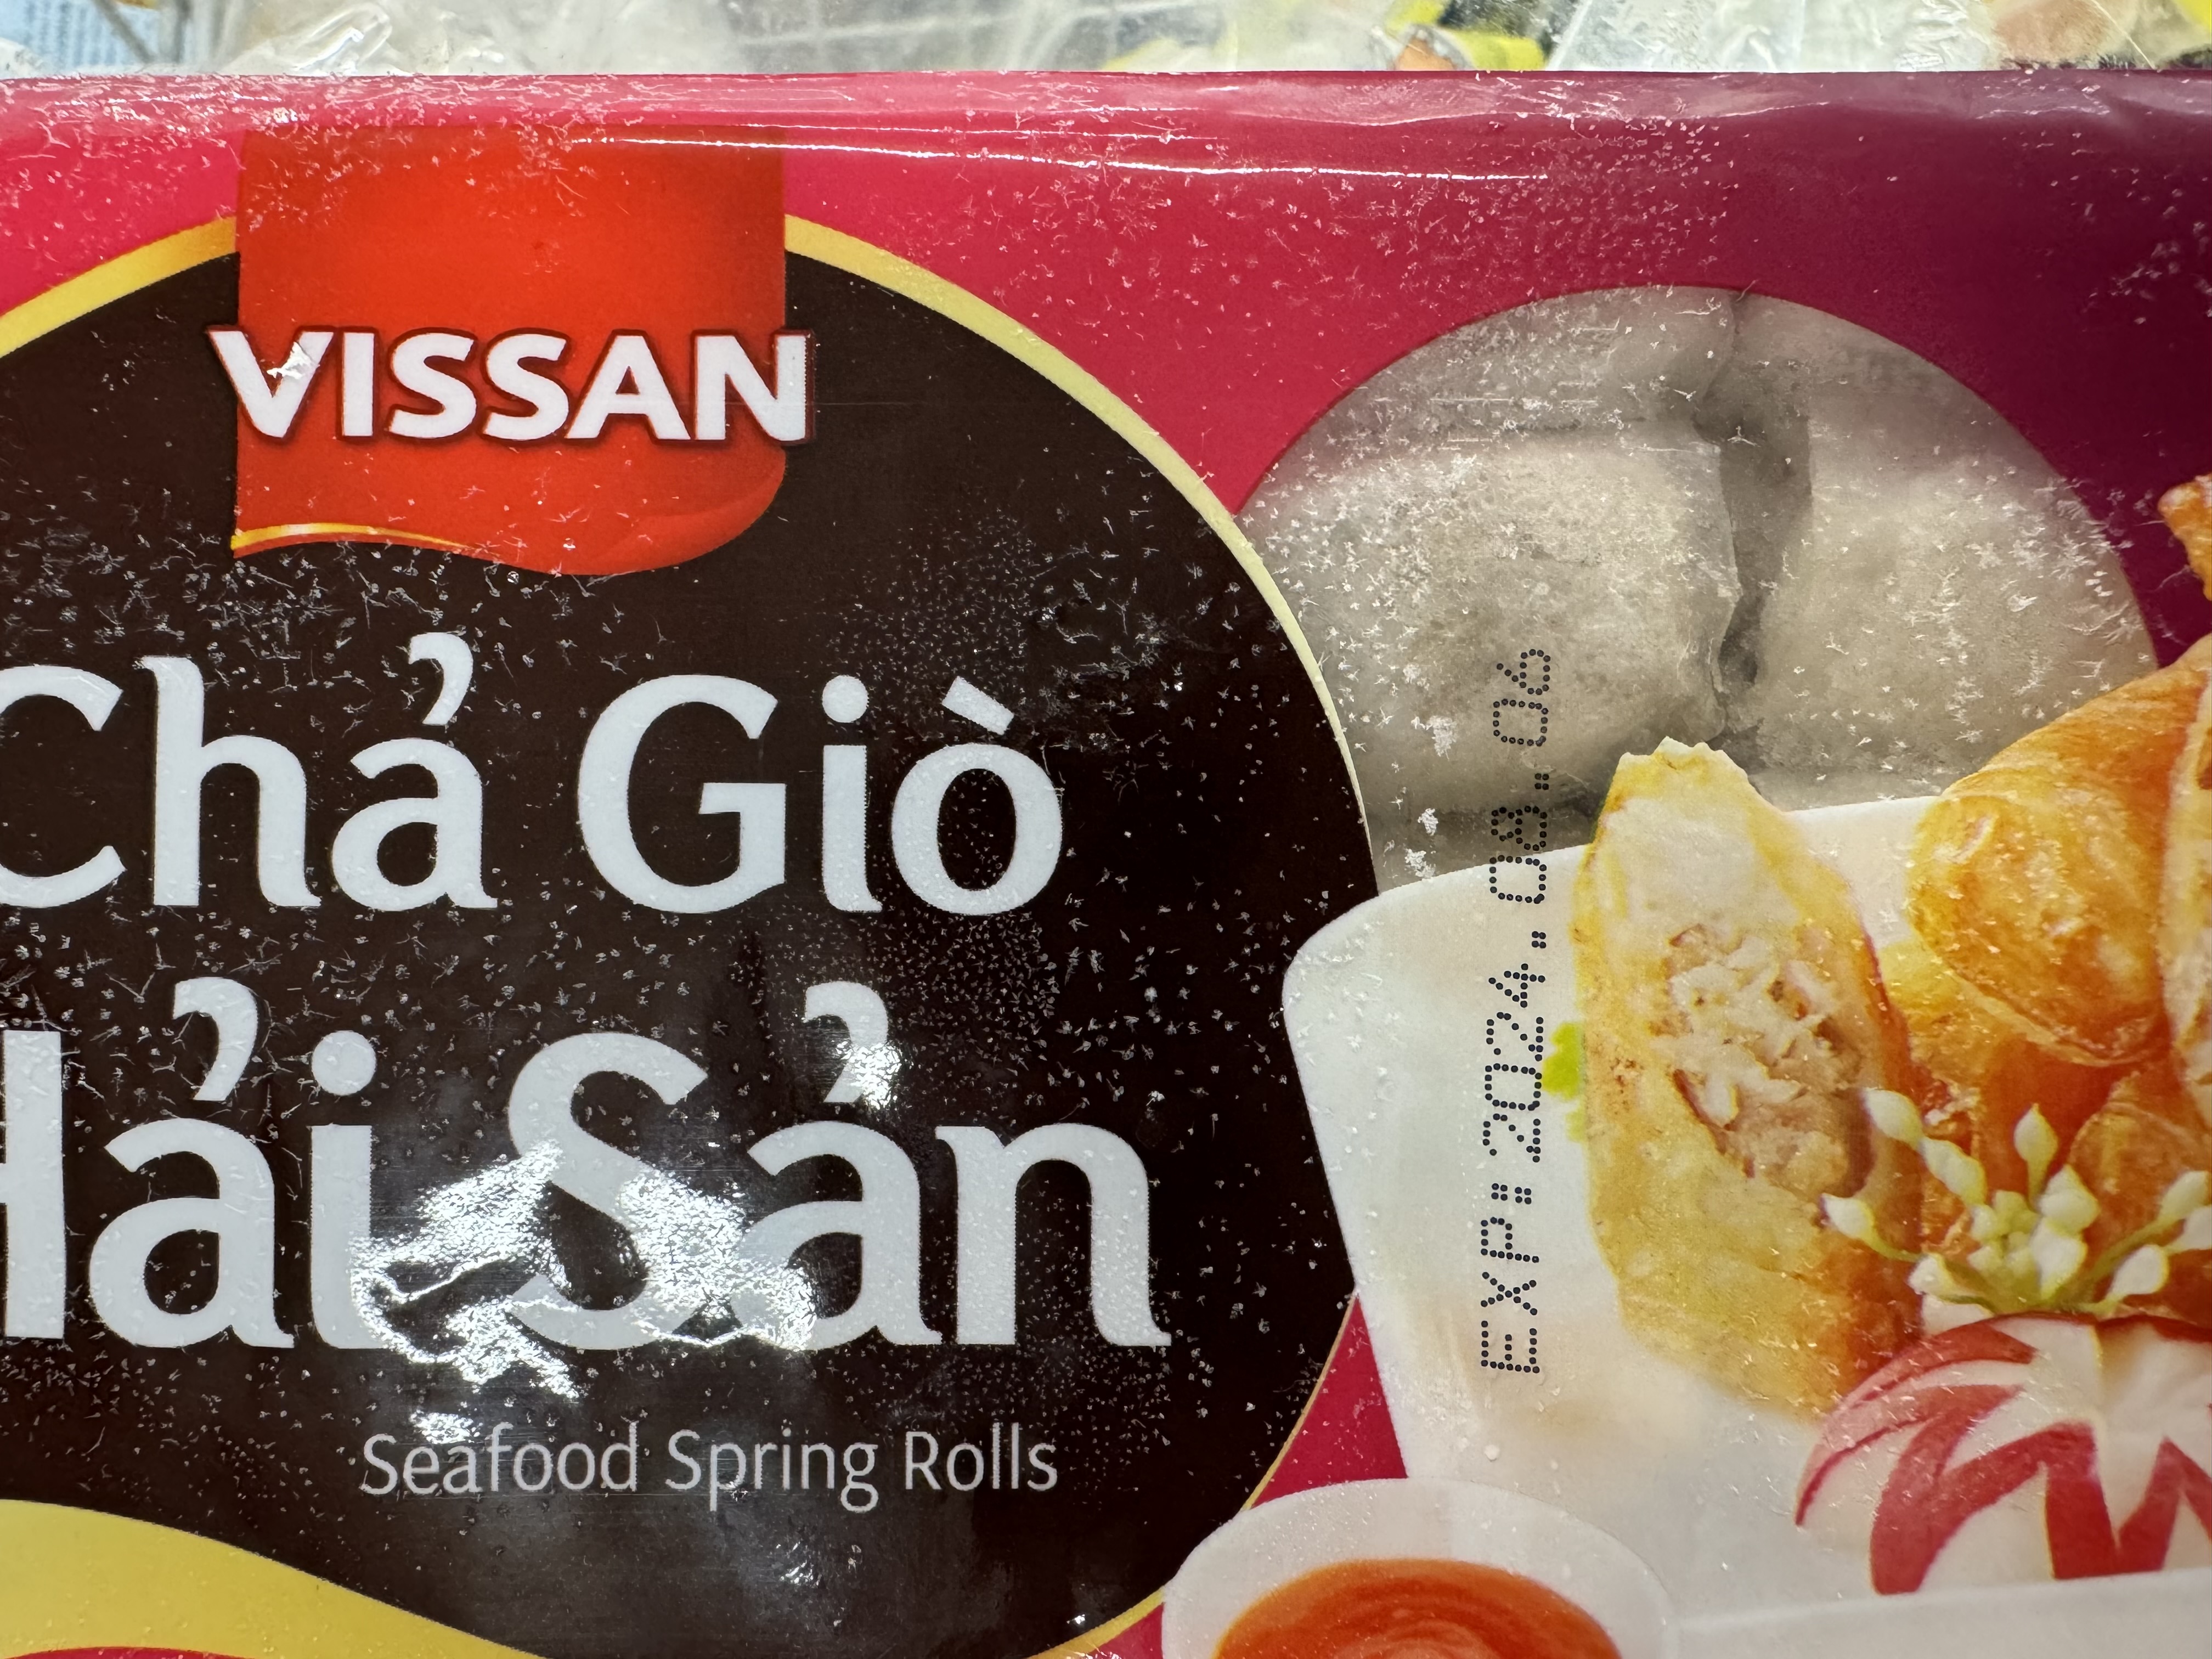 VISSAN
Chả Giò
Hải Sản
Seafood Spring Rolls
EXP: 2024. 08. 06